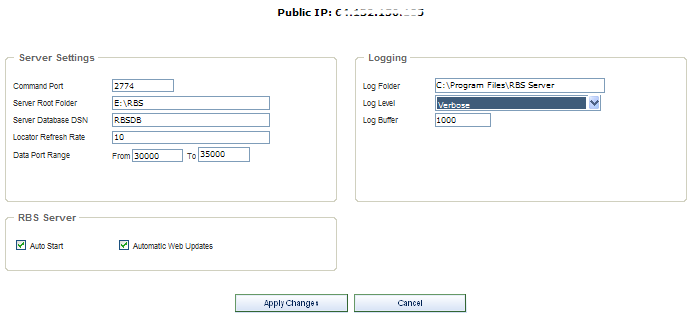 Public IP:
Server Settings
Command Port 2774
Server Root Folder E:\RBS
Server Database DSN RBSDB
Locator Refresh Rate 10
Data Port Range From 30000 To 35000
Logging
Log Folder C:\Program Files\RBS Server
Log Level Verbose
Log Buffer 1000
RBS Server
Auto Start Automatic Web Updates
Apply Changes Cancel